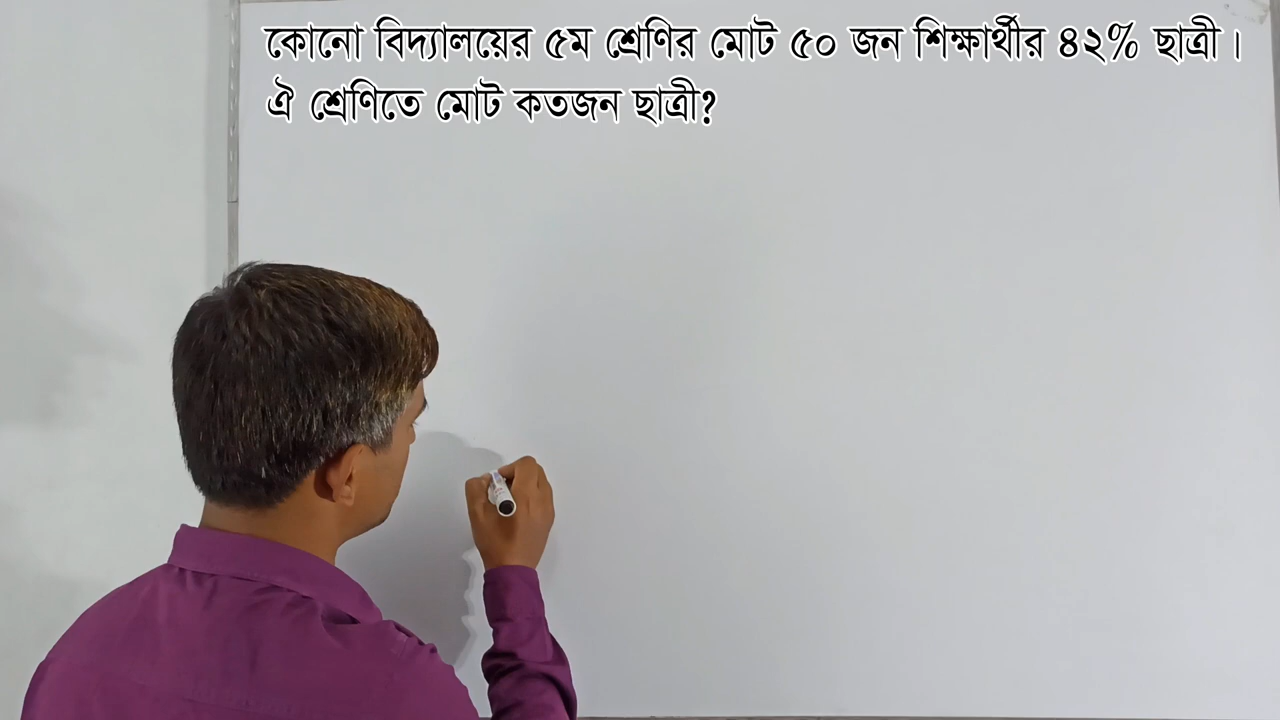 কোনো বিদ্যালয়ের ৫ম শ্রেণির মোট ৫০ জন শিক্ষার্থীর ৪২% ছাত্রী।
ঐ শ্রেণিতে মোট কতজন ছাত্রী?